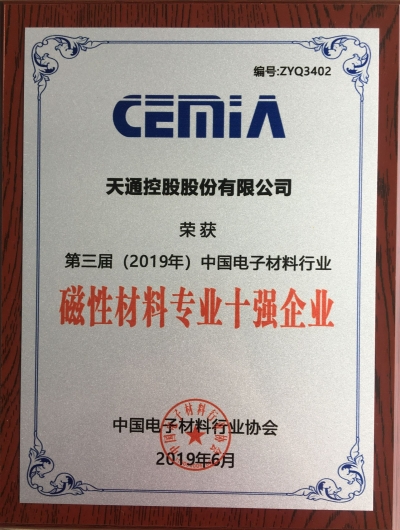 编号:ZYQ3402
CEMIA
天通控股股份有限公司
荣获
第三届（2019年）中国电子材料行业
磁性材料专业十强企业
中国电子材料行业协会
2019年6月